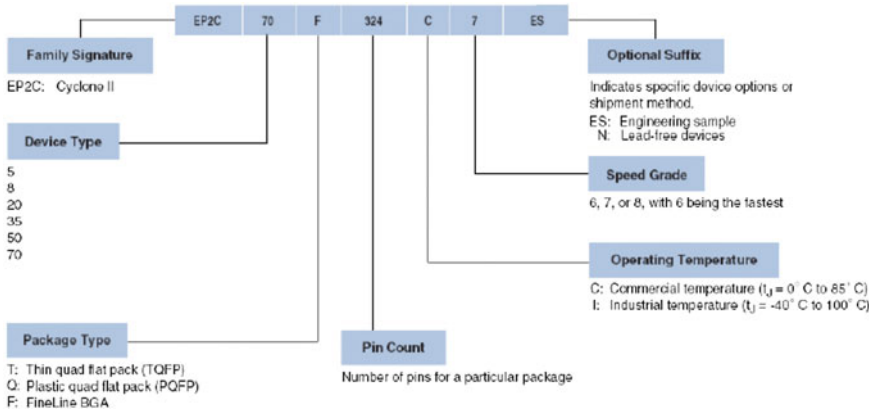 EP2C 70 F 324 C 7 ES
Family Signature
EP2C: Cyclone II
Optional Suffix
Indicates specific device options or
shipment method.
ES: Engineering sample
N: Lead-free devices
Device Type
5
8
20
35
50
70
Speed Grade
6, 7, or 8, with 6 being the fastest
Operating Temperature
C: Commercial temperature (tJ = 0° C to 85° C)
I: Industrial temperature (tJ = -40° C to 100° C)
Package Type
T: Thin quad flat pack (TQFP)
Q: Plastic quad flat pack (PQFP)
F: FineLine BGA
Pin Count
Number of pins for a particular package